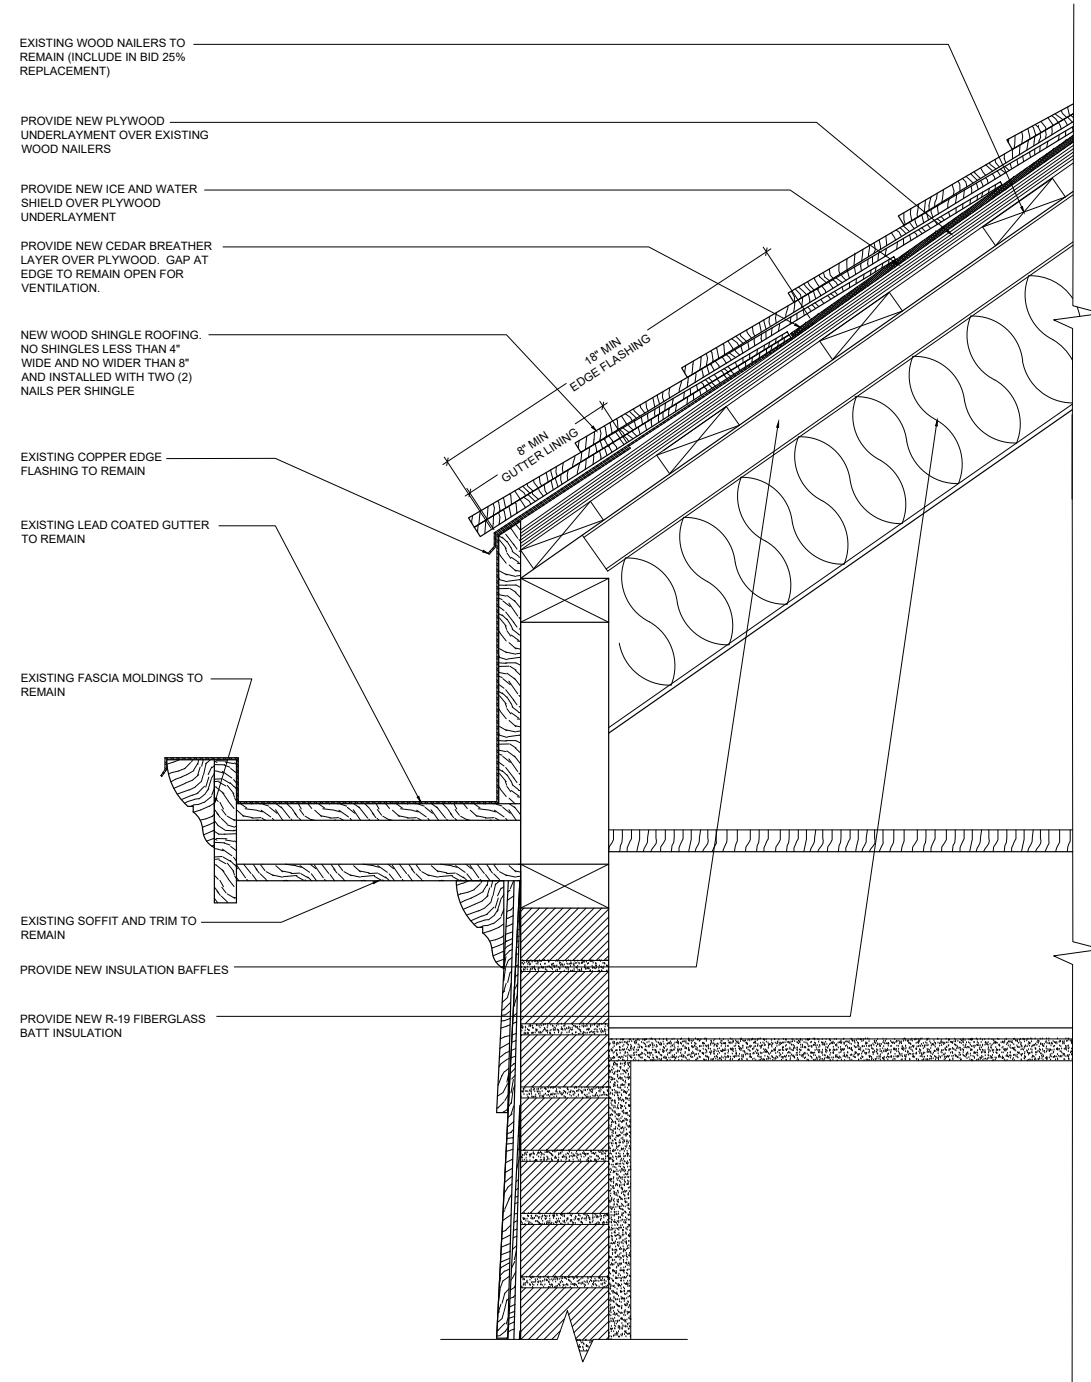 EXISTING WOOD NAILERS TO
REMAIN (INCLUDE IN BID 25%
REPLACEMENT)
PROVIDE NEW PLYWOOD
UNDERLAYMENT OVER EXISTING
WOOD NAILERS
PROVIDE NEW ICE AND WATER
SHIELD OVER PLYWOOD
UNDERLAYMENT
PROVIDE NEW CEDAR BREATHER
LAYER OVER PLYWOOD. GAP AT
EDGE TO REMAIN OPEN FOR
VENTILATION.
NEW WOOD SHINGLE ROOFING.
NO SHINGLES LESS THAN 4"
WIDE AND NO WIDER THAN 8"
AND INSTALLED WITH TWO (2)
NAILS PER SHINGLE
18" MIN
EDGE FLASHING
8" MIN
GUTTER LINING
EXISTING COPPER EDGE
FLASHING TO REMAIN
EXISTING LEAD COATED GUTTER
TO REMAIN
EXISTING FASCIA MOLDINGS TO
REMAIN
EXISTING SOFFIT AND TRIM TO
REMAIN
PROVIDE NEW INSULATION BAFFLES
PROVIDE NEW R-19 FIBERGLASS
BATT INSULATION